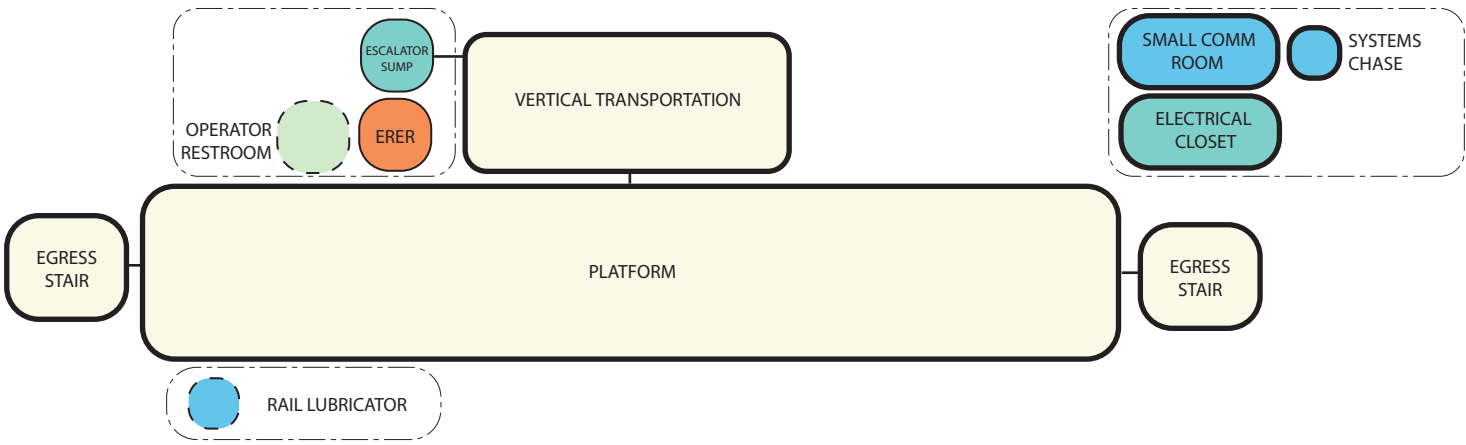 ESCALATOR
SUMP
VERTICAL TRANSPORTATION
OPERATOR
RESTROOM
ERER
SMALL COMM
ROOM
SYSTEMS
CHASE
ELECTRICAL
CLOSET
EGRESS
STAIR
PLATFORM
EGRESS
STAIR
RAIL LUBRICATOR